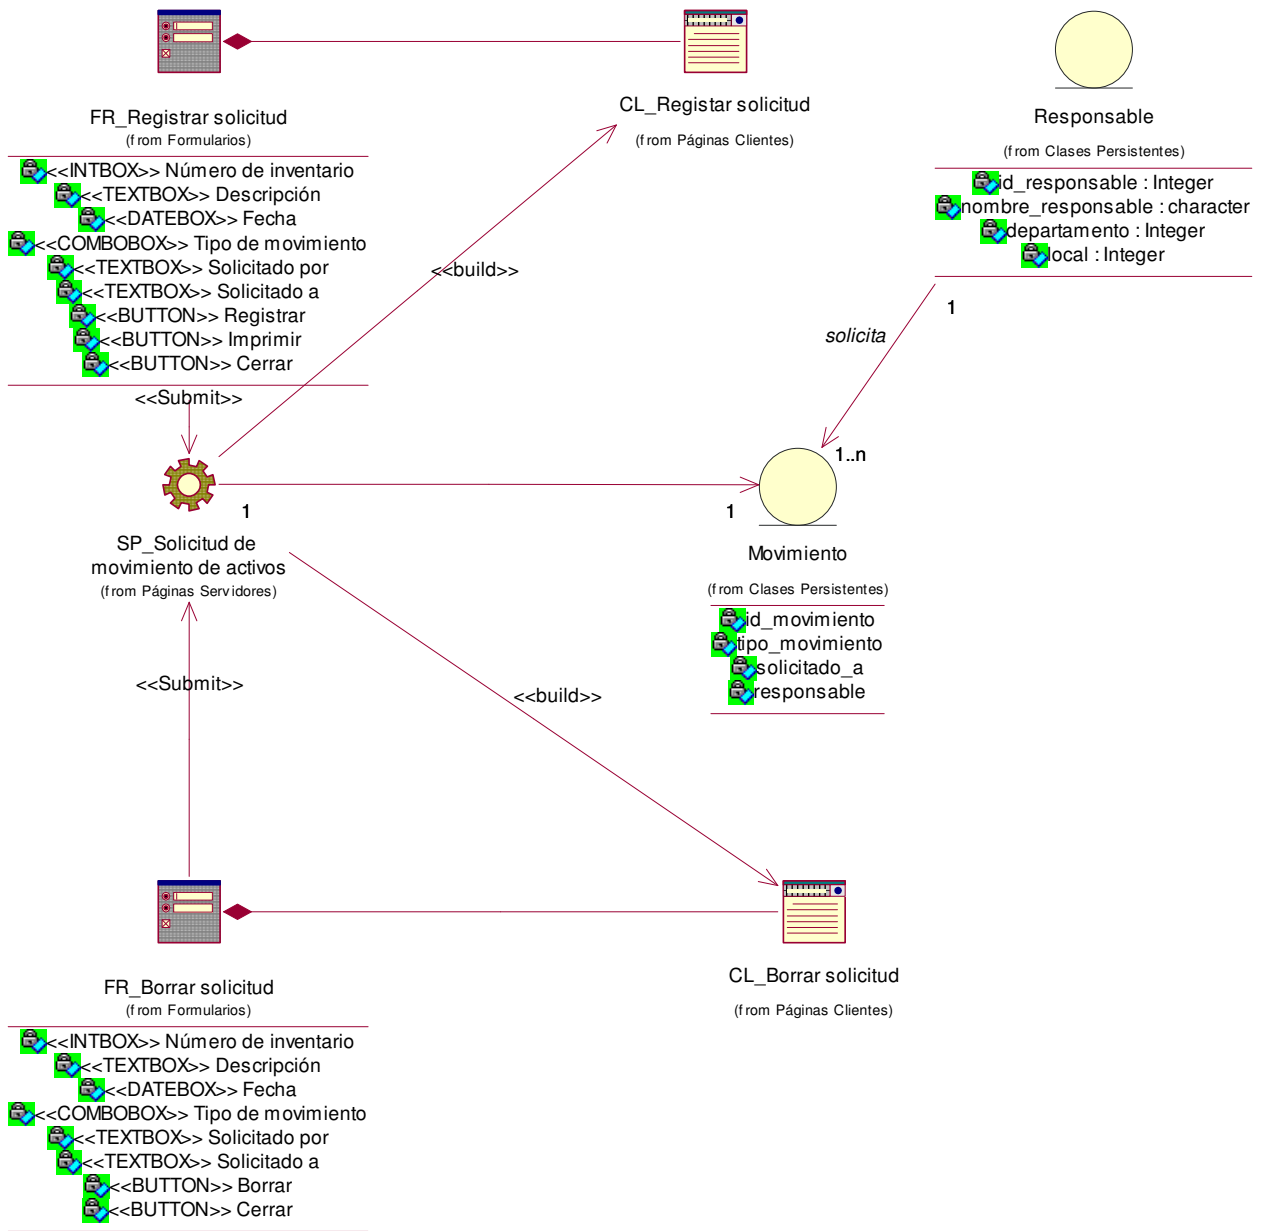 FR_Registrar solicitud
(from Formularios)
<<INTBOX>> Número de inventario
<<TEXTBOX>> Descripción
<<DATEBOX>> Fecha
<<COMBOBOX>> Tipo de movimiento
<<TEXTBOX>> Solicitado por
<<TEXTBOX>> Solicitado a
<<BUTTON>> Registrar
<<BUTTON>> Imprimir
<<BUTTON>> Cerrar
CL_Registar solicitud
(from Páginas Clientes)
Responsable
(from Clases Persistentes)
id_responsable : Integer
nombre_responsable : character
departamento : Integer
local : Integer
<<build>>
1
solicita
1..n
<<Submit>>
1
1
SP_Solicitud de
movimiento de activos
(from Páginas Servidores)
Movimiento
(from Clases Persistentes)
id_movimiento
tipo_movimiento
solicitado_a
responsable
<<Submit>>
<<build>>
FR_Borrar solicitud
(from Formularios)
<<INTBOX>> Número de inventario
<<TEXTBOX>> Descripción
<<DATEBOX>> Fecha
<<COMBOBOX>> Tipo de movimiento
<<TEXTBOX>> Solicitado por
<<TEXTBOX>> Solicitado a
<<BUTTON>> Borrar
<<BUTTON>> Cerrar
CL_Borrar solicitud
(from Páginas Clientes)